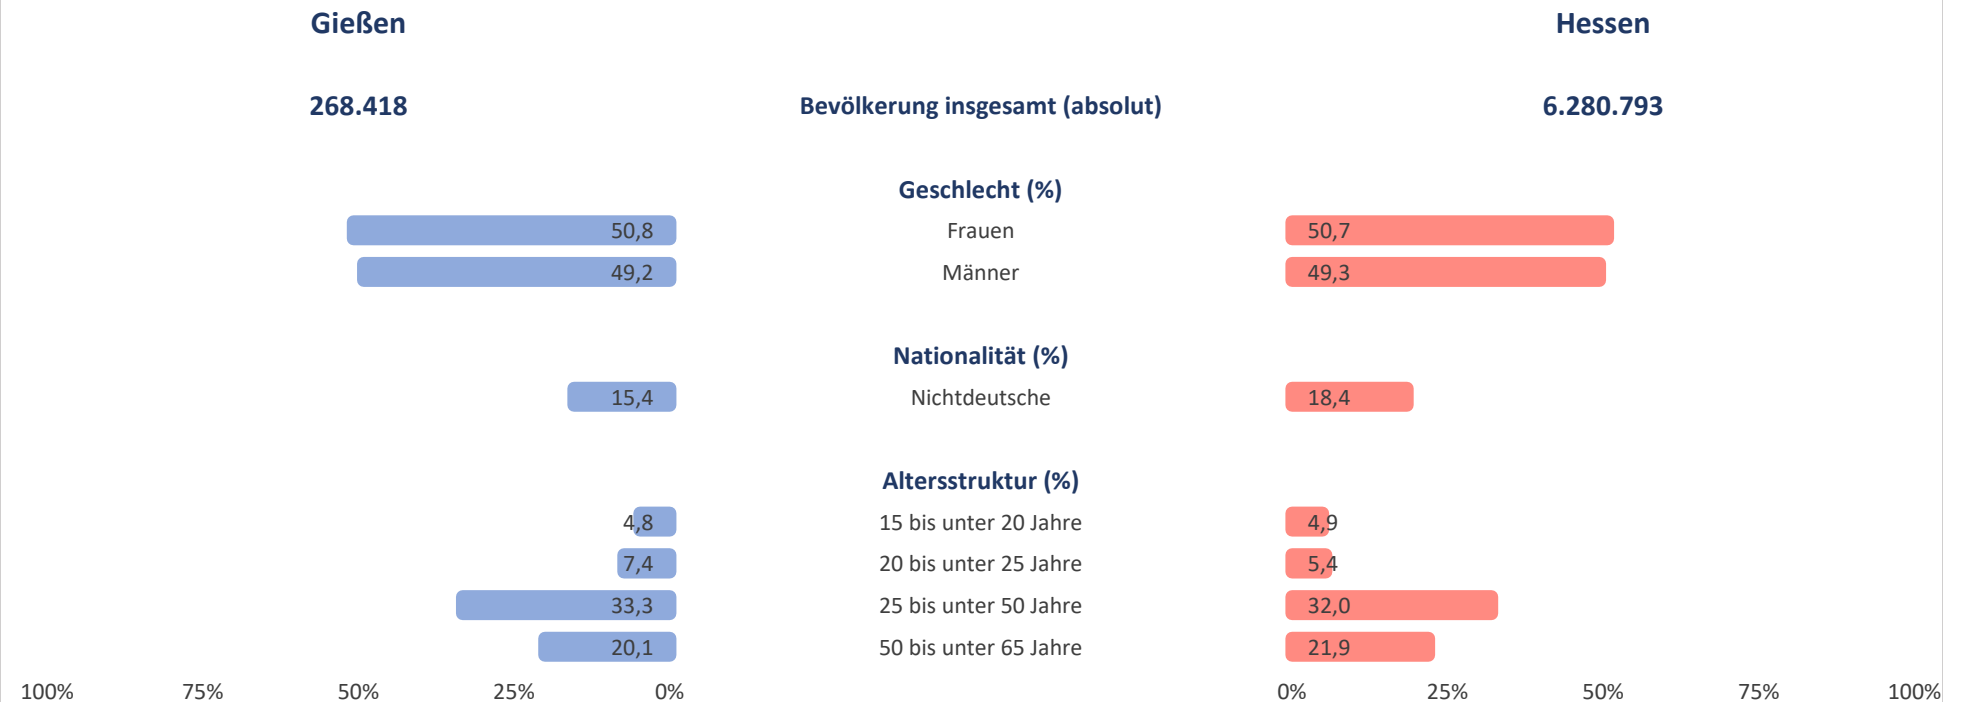 Gießen Hessen
268.418 Bevölkerung insgesamt (absolut) 6.280.793
Geschlecht (%)
50,8 Frauen 50,7
49,2 Männer 49,3
Nationalität (%)
15,4 Nichtdeutsche 18,4
Altersstruktur (%)
4,8 15 bis unter 20 Jahre 4,9
7,4 20 bis unter 25 Jahre 5,4
33,3 25 bis unter 50 Jahre 32,0
20,1 50 bis unter 65 Jahre 21,9
100% 75% 50% 25% 0% 0% 25% 50% 75% 100%